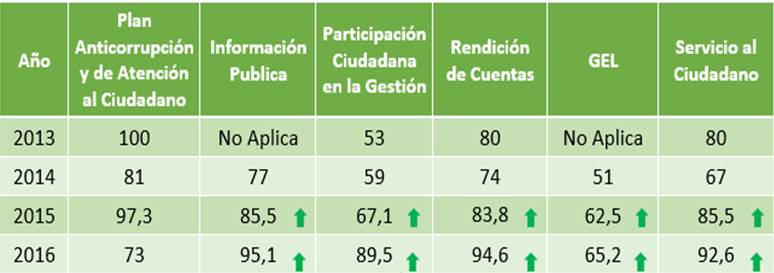 Año
Plan
Anticorrupción
y de Atención
al Ciudadano
Información
Publica
Participación
Ciudadana
en la Gestión
Rendición
de Cuentas
GEL
Servicio al
Ciudadano
2013 100 No Aplica 53 80 No Aplica 80
2014 81 77 59 74 51 67
2015 97,3 85,5 67,1 83,8 62,5 85,5
2016 73 95,1 89,5 94,6 65,2 92,6